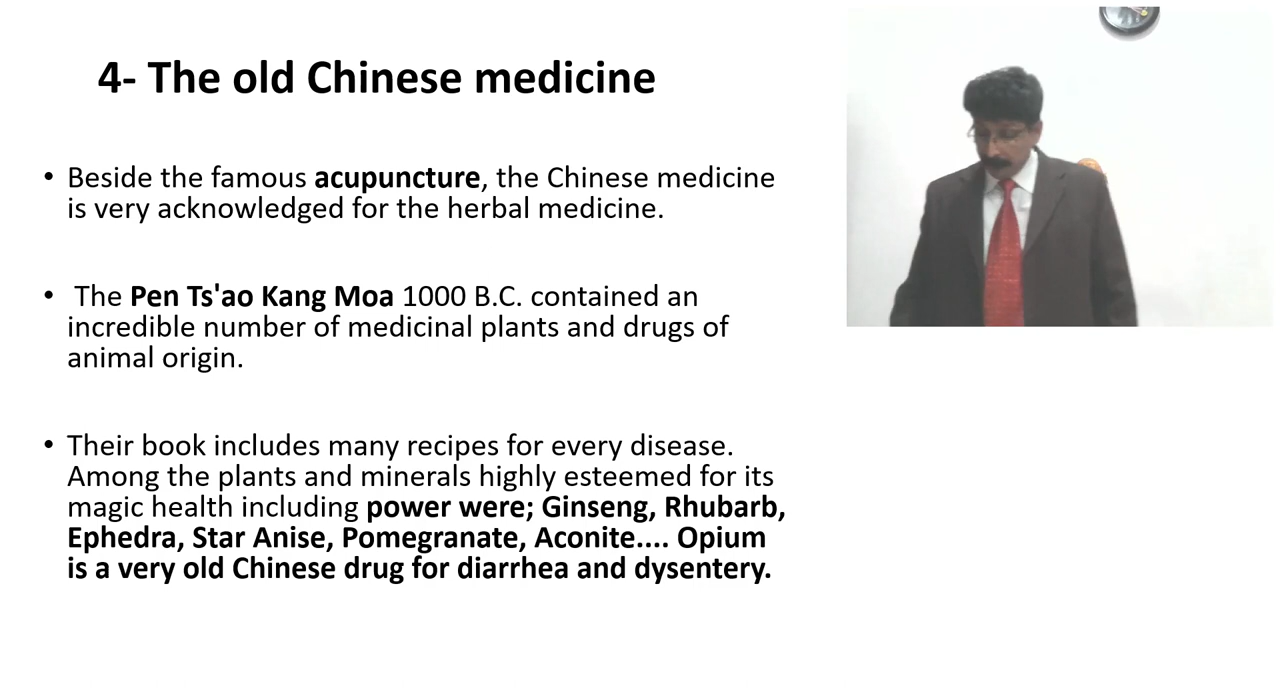 4- The old Chinese medicine
• Beside the famous acupuncture, the Chinese medicine
is very acknowledged for the herbal medicine.
• The Pen Ts'ao Kang Moa 1000 B.C. contained an
incredible number of medicinal plants and drugs of
animal origin.
• Their book includes many recipes for every disease.
Among the plants and minerals highly esteemed for its
magic health including power were; Ginseng, Rhubarb,
Ephedra, Star Anise, Pomegranate, Aconite.... Opium
is a very old Chinese drug for diarrhea and dysentery.